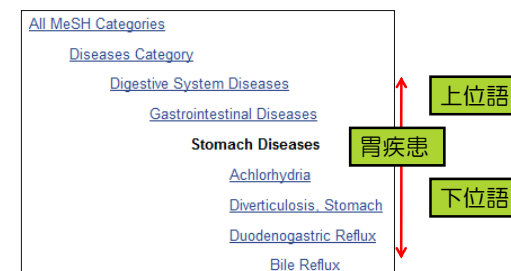 All MeSH Categories
Diseases Category
Digestive System Diseases
上位語
Gastrointestinal Diseases
Stomach Diseases
胃疾患
Achlorhydria
下位語
Diverticulosis, Stomach
Duodenogastric Reflux
Bile Reflux